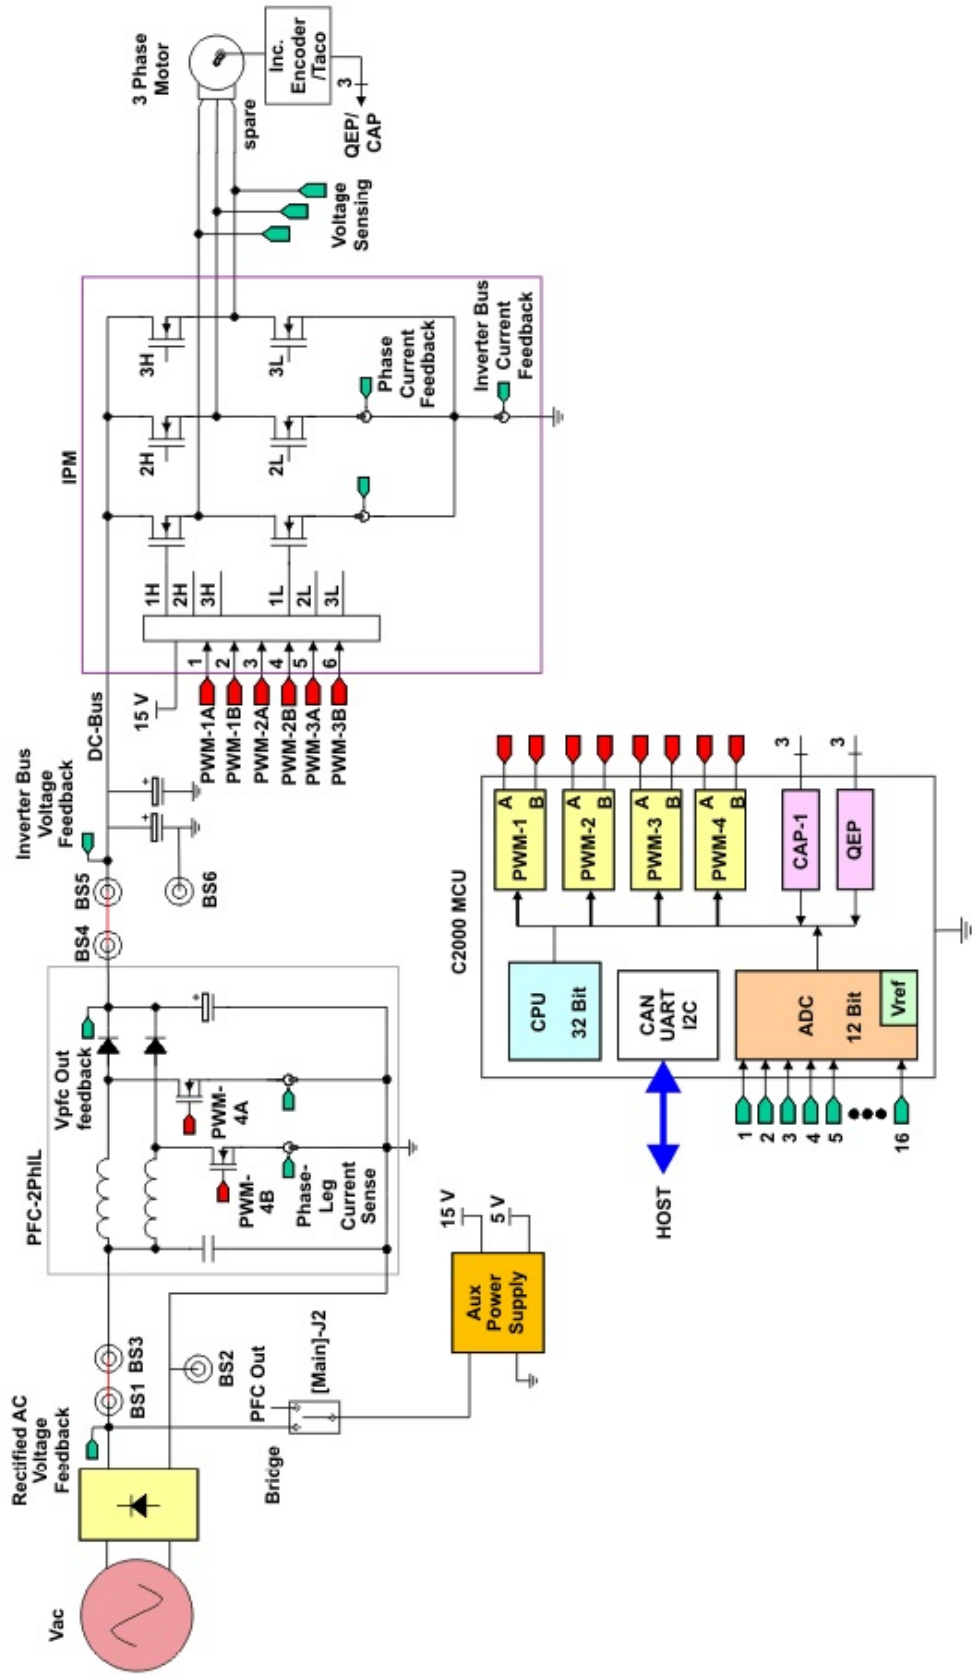 Vac
Rectified AC
Voltage
Feedback
BS1
BS3
BS2
Bridge
PFC Out
[Main]-J2
Aux
Power
Supply
15 V
5 V
PFC-2PhiL
Vpfc Out
feedback
PWM-
4A
PWM-
4B
Phase-
Leg
Current
Sense
+
BS4
BS5
BS6
Inverter Bus
Voltage
Feedback
+
+
DC-Bus
15 V
PWM-1A
PWM-1B
PWM-2A
PWM-2B
PWM-3A
PWM-3B
1
2
3
4
5
6
IPM
1H
2H
3H
1L
2L
3L
2H
3H
2L
3L
Phase
Current
Feedback
Inverter Bus
Current
Feedback
Voltage
Sensing
spare
3 Phase
Motor
Inc.
Encoder
/Taco
3
QEP/
CAP
HOST
C2000 MCU
CPU
32 Bit
CAN
UART
I2C
ADC
12 Bit
Vref
1
2
3
4
5
16
PWM-1
A
B
PWM-2
A
B
PWM-3
A
B
PWM-4
A
B
CAP-1
3
QEP
3